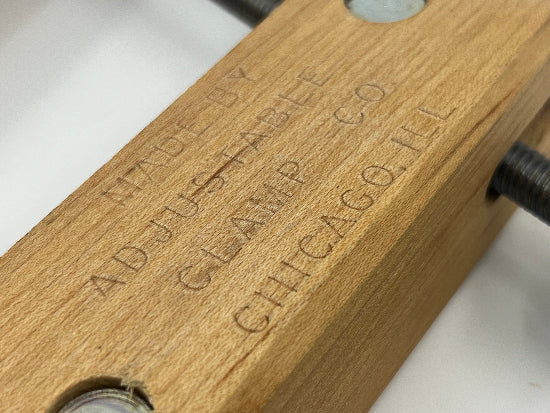 MADE BY
ADJUSTABLE
CLAMP CO.
CHICAGO, ILL